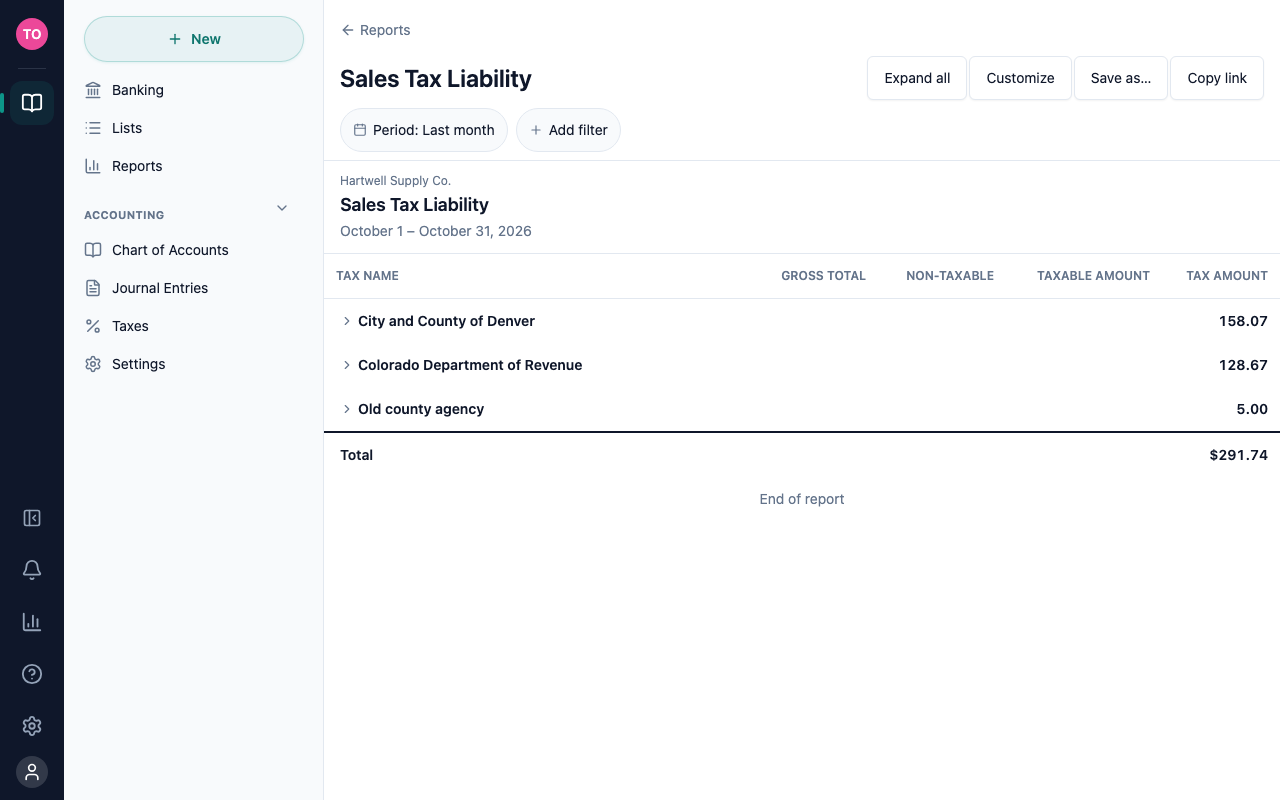 TO
New
Banking
Lists
Reports
ACCOUNTING
Chart of Accounts
Journal Entries
Taxes
Settings
Reports
Sales Tax Liability
Expand all
Customize
Save as...
Copy link
Period: Last month
Add filter
Hartwell Supply Co.
Sales Tax Liability
October 1 – October 31, 2026
TAX NAME GROSS TOTAL NON-TAXABLE TAXABLE AMOUNT TAX AMOUNT
City and County of Denver 158.07
Colorado Department of Revenue 128.67
Old county agency 5.00
Total $291.74
End of report